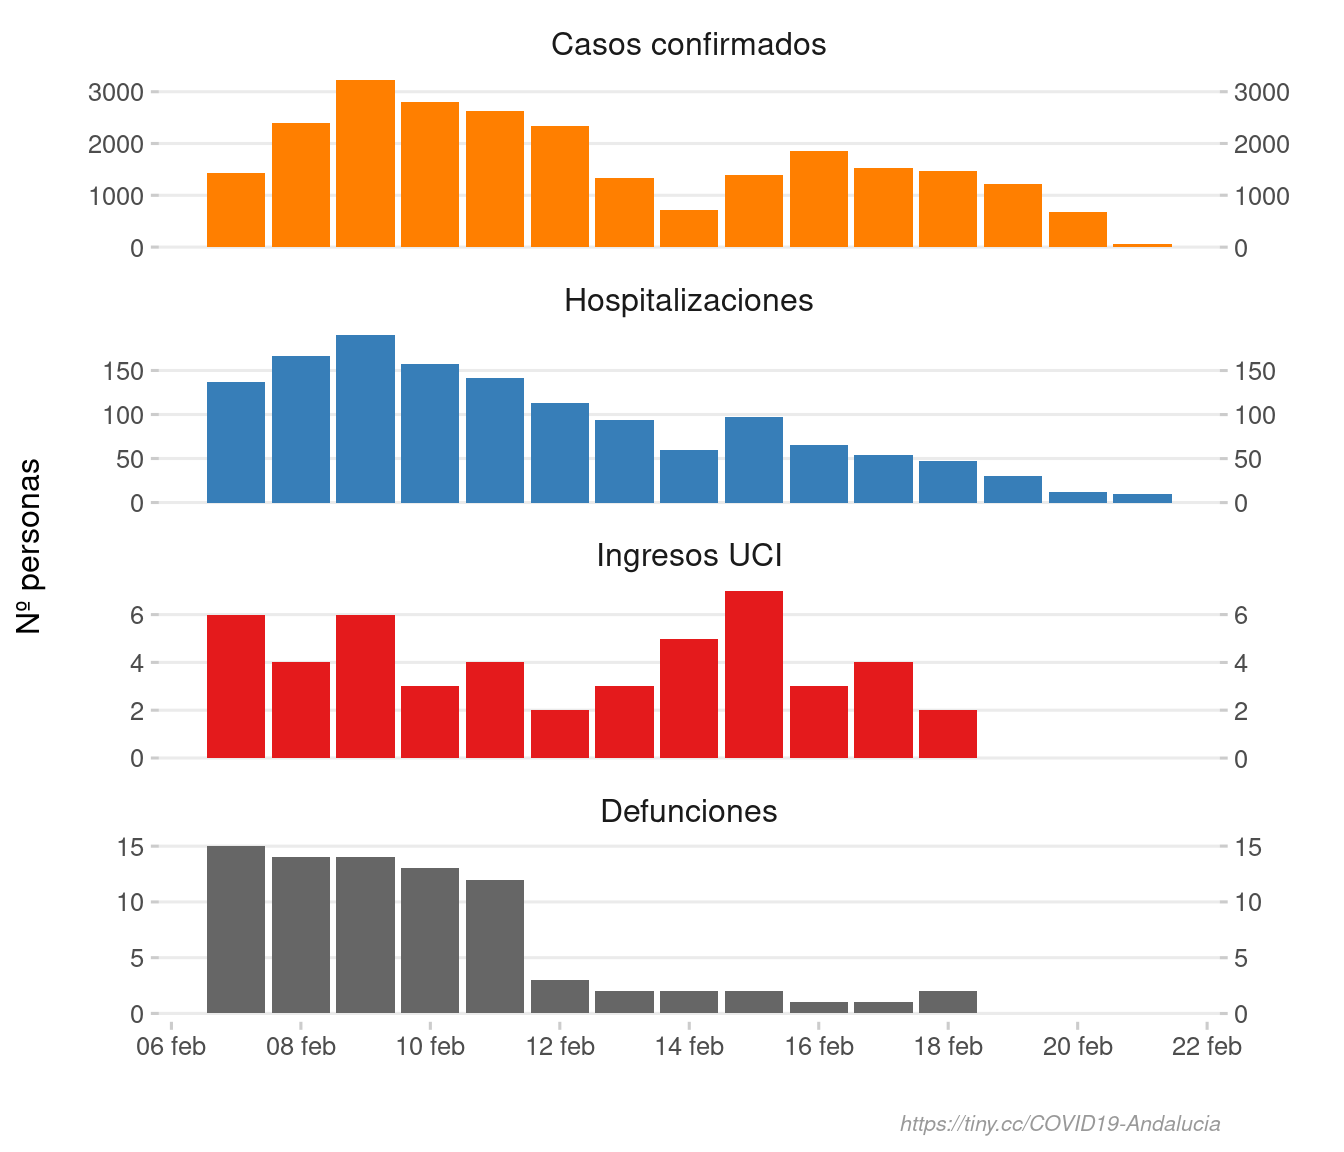 Casos confirmados
3000 3000
2000 2000
1000 1000
0 0
Hospitalizaciones
150 150
100 100
50 50
0 0
Nº personas
Ingresos UCI
6 6
4 4
2 2
0 0
Defunciones
15 15
10 10
5 5
0 0
06 feb 08 feb 10 feb 12 feb 14 feb 16 feb 18 feb 20 feb 22 feb
https://tiny.cc/COVID19-Andalucia